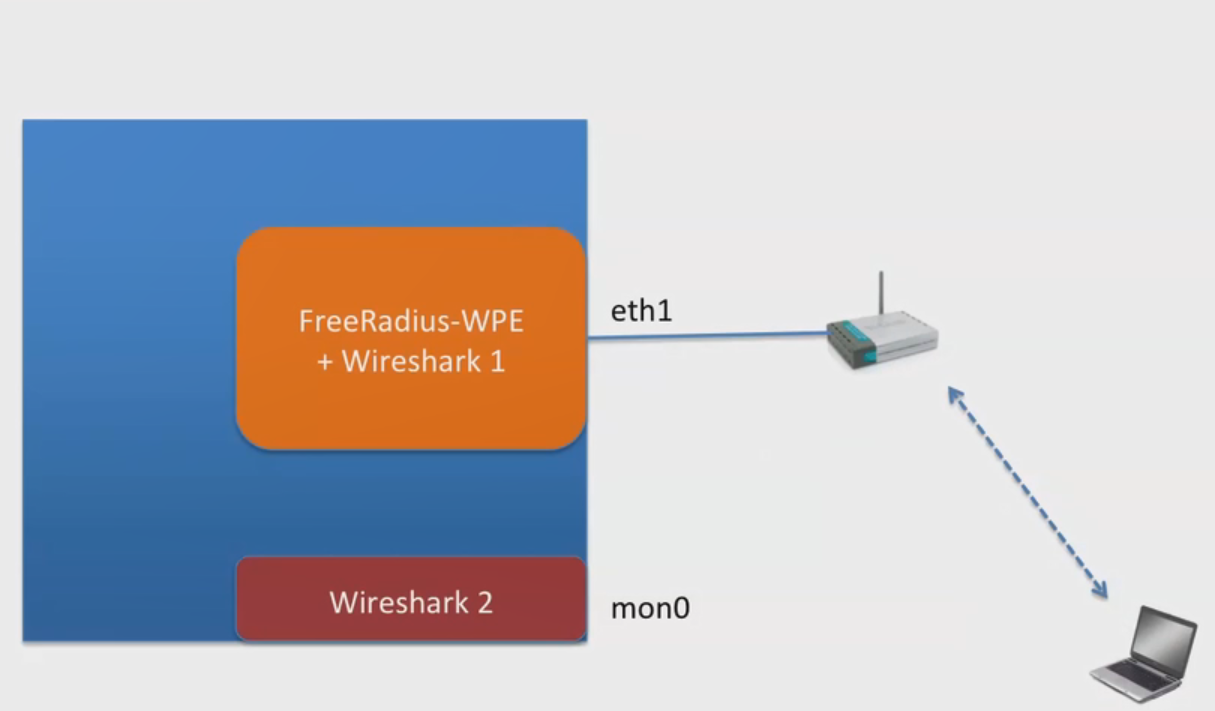 FreeRadius-WPE
+ Wireshark 1
eth1
Wireshark 2
mon0